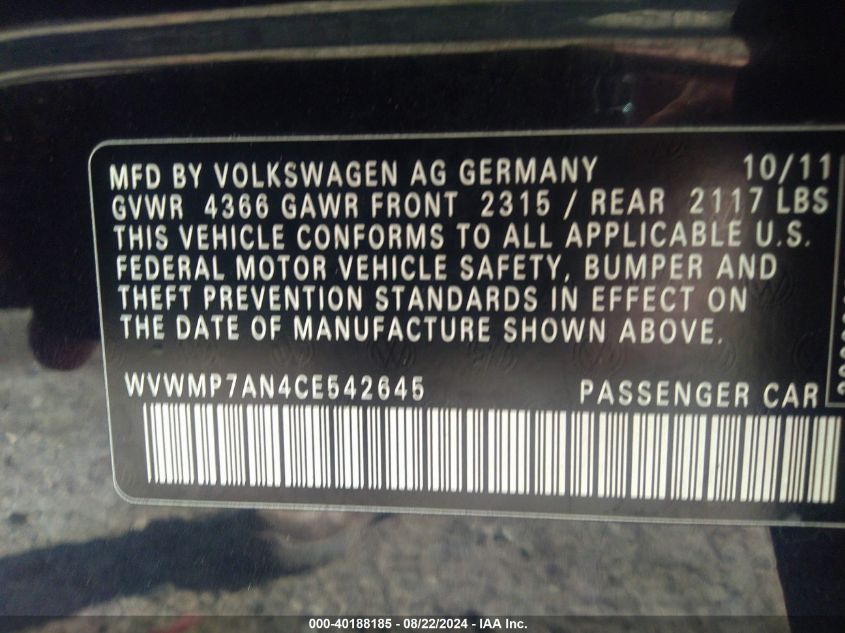 MFD BY VOLKSWAGEN AG GERMANY 10/11
GVWR 4366 GAWR FRONT 2315 / REAR 2117 LBS
THIS VEHICLE CONFORMS TO ALL APPLICABLE U.S.
FEDERAL MOTOR VEHICLE SAFETY, BUMPER AND
THEFT PREVENTION STANDARDS IN EFFECT ON
THE DATE OF MANUFACTURE SHOWN ABOVE.
WVWMP7AN4CE542645 PASSENGER CAR
000-40188185 - 08/22/2024 - IAA Inc.